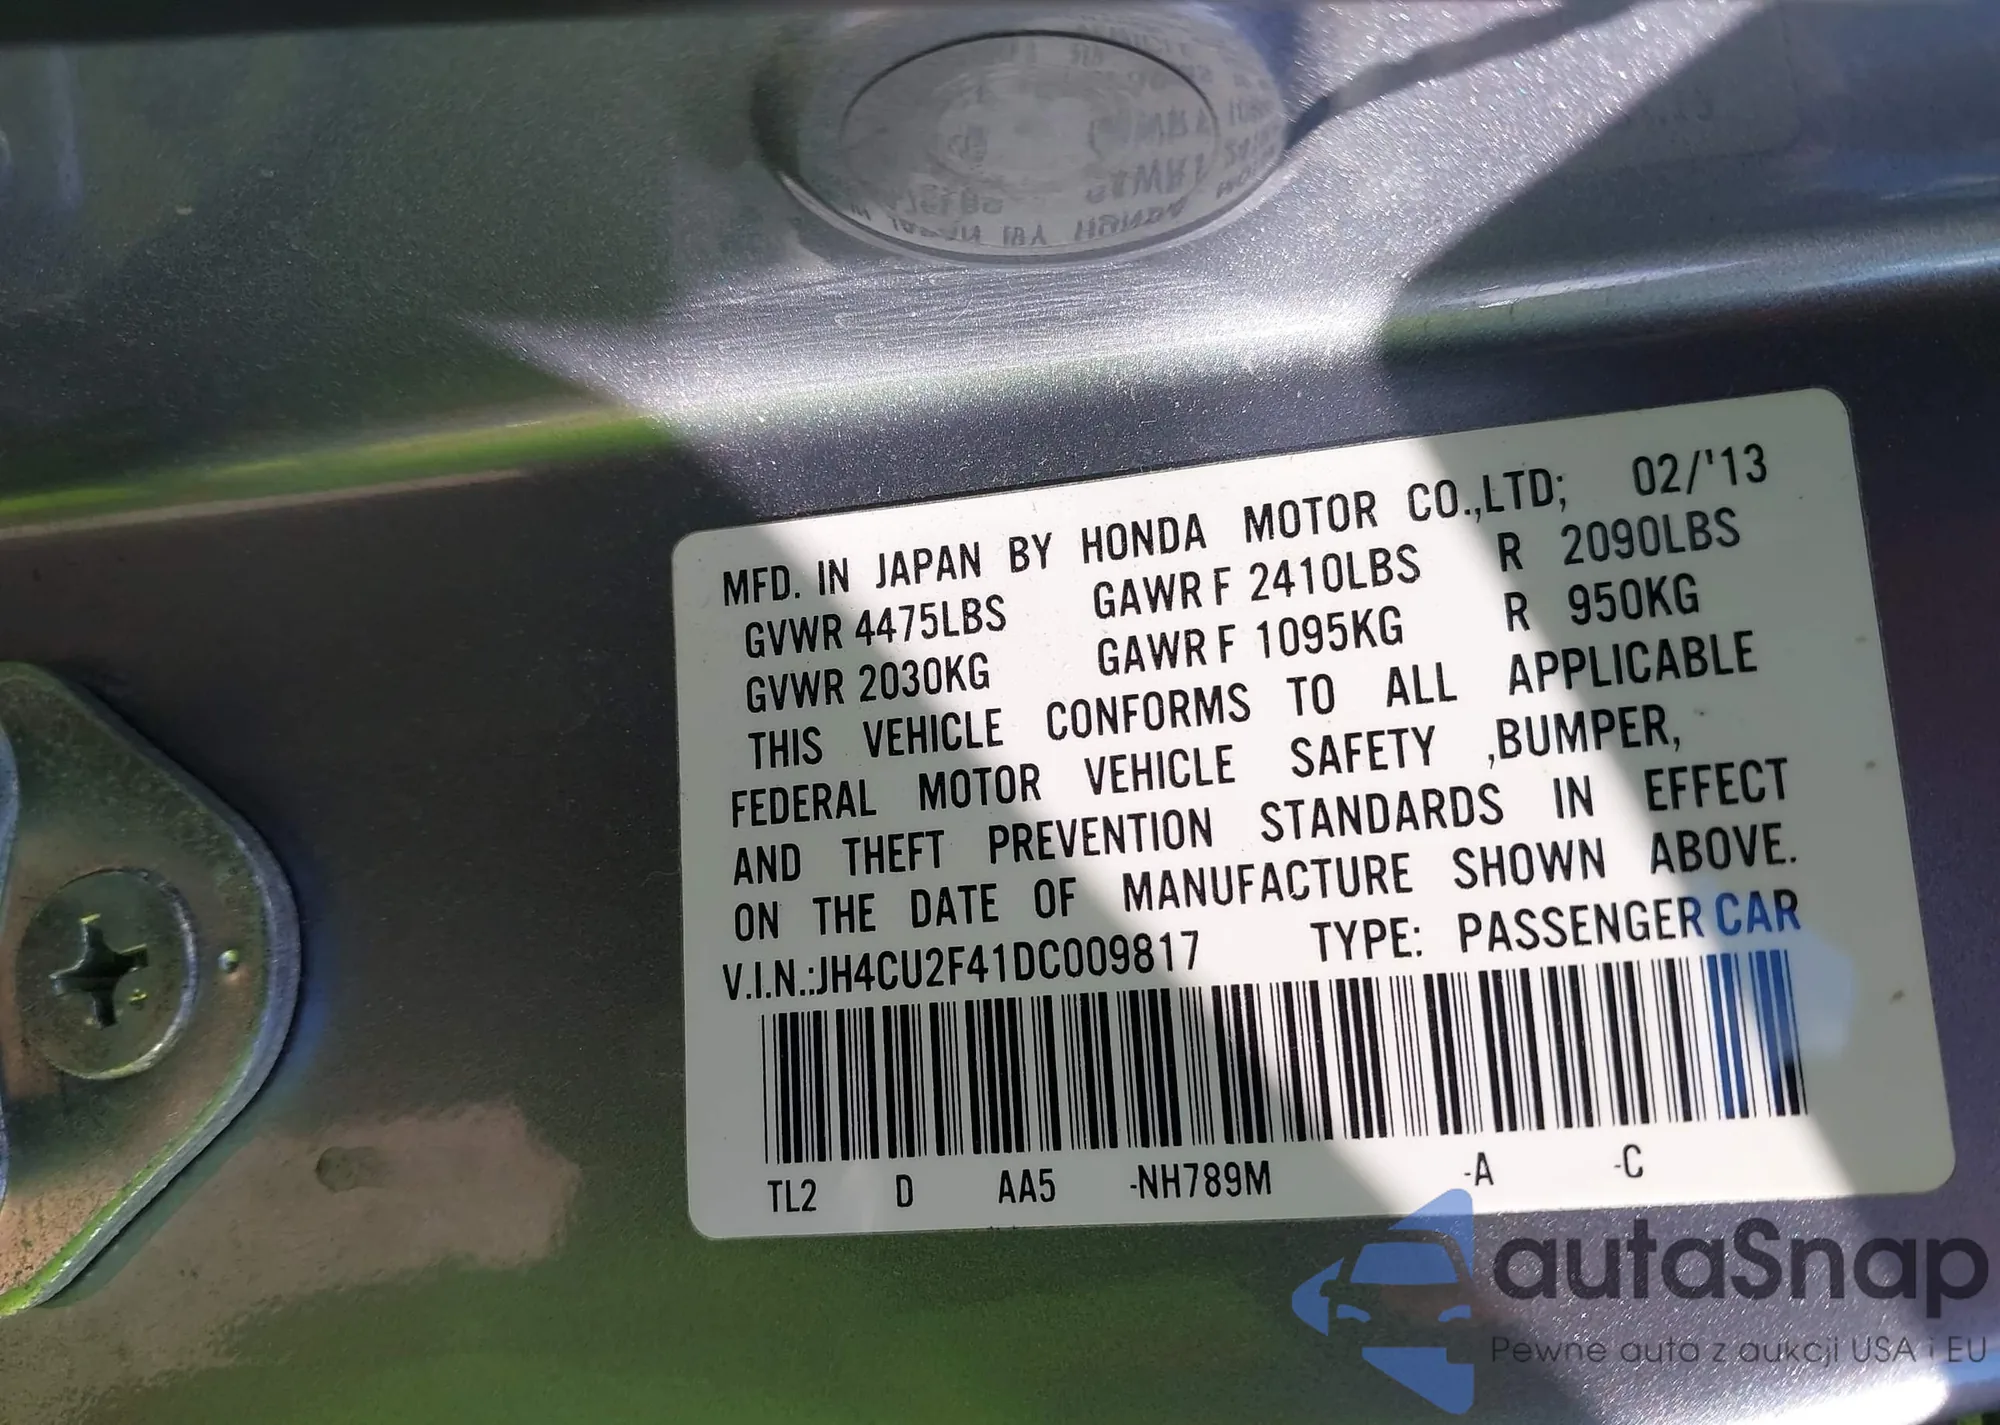 MFD. IN JAPAN BY HONDA MOTOR CO.,LTD; 02/'13
GVWR 4475LBS GAWR F 2410LBS R 2090LBS
GVWR 2030KG GAWR F 1095KG R 950KG
THIS VEHICLE CONFORMS TO ALL APPLICABLE
FEDERAL MOTOR VEHICLE SAFETY ,BUMPER,
AND THEFT PREVENTION STANDARDS IN EFFECT
ON THE DATE OF MANUFACTURE SHOWN ABOVE.
V.I.N.:JH4CU2F41DC009817 TYPE: PASSENGER CAR
TL2 D AA5 -NH789M -A -C
autaSnap
Pewne auta z aukcji USA i EU